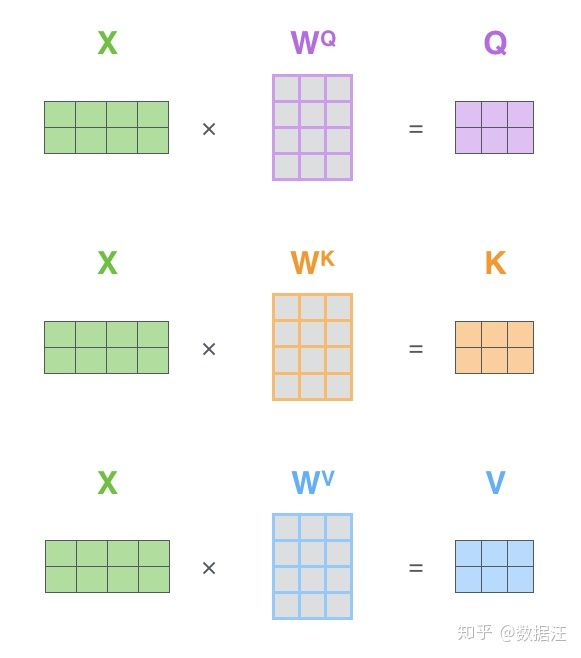 X W^Q Q
× =
X W^K K
× =
X W^V V
× =
知乎 @数据汪